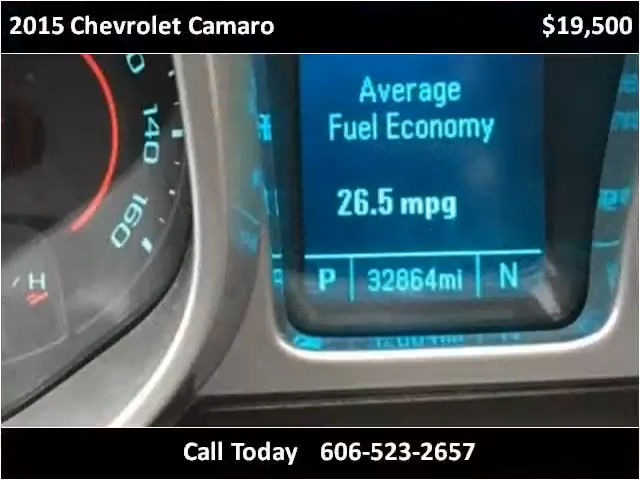 2015 Chevrolet Camaro $19,500
Average
Fuel Economy
140
26.5 mpg
160
H
P 32864mi N
Call Today 606-523-2657